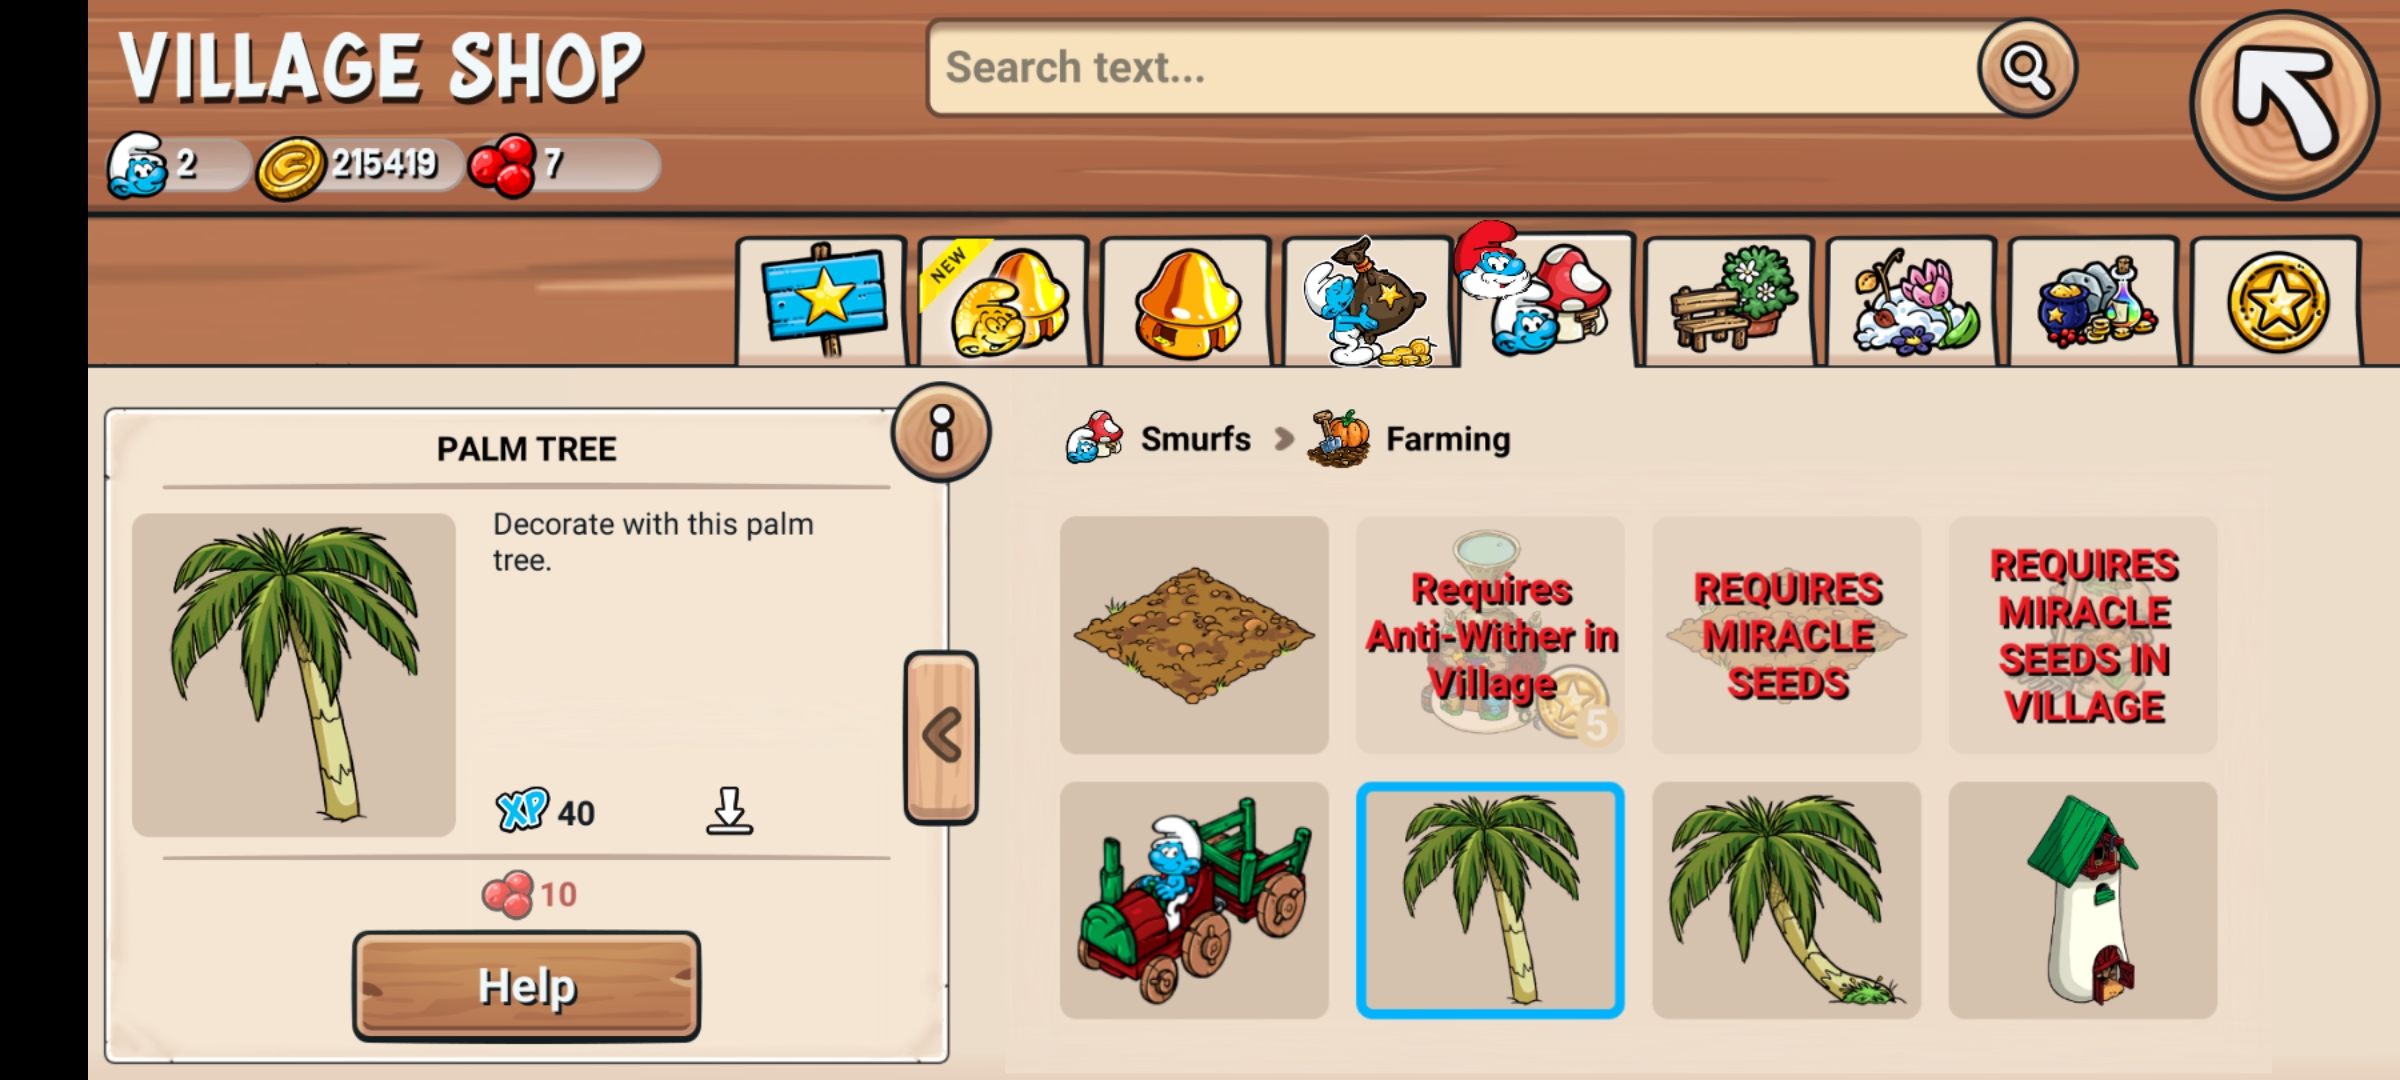 VILLAGE SHOP
Search text...
2
215419
7
NEW
PALM TREE
Decorate with this palm
tree.
XP 40
10
Help
Smurfs
Farming
Requires
Anti-Wither in
Village
5
REQUIRES
MIRACLE
SEEDS
REQUIRES
MIRACLE
SEEDS IN
VILLAGE